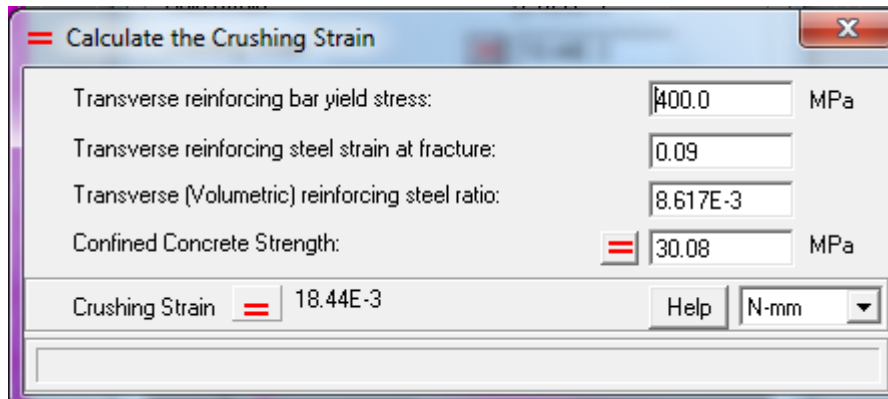 Calculate the Crushing Strain
Transverse reinforcing bar yield stress: 400.0 MPa
Transverse reinforcing steel strain at fracture: 0.09
Transverse (Volumetric) reinforcing steel ratio: 8.617E-3
Confined Concrete Strength: = 30.08 MPa
Crushing Strain = 18.44E-3 Help N-mm